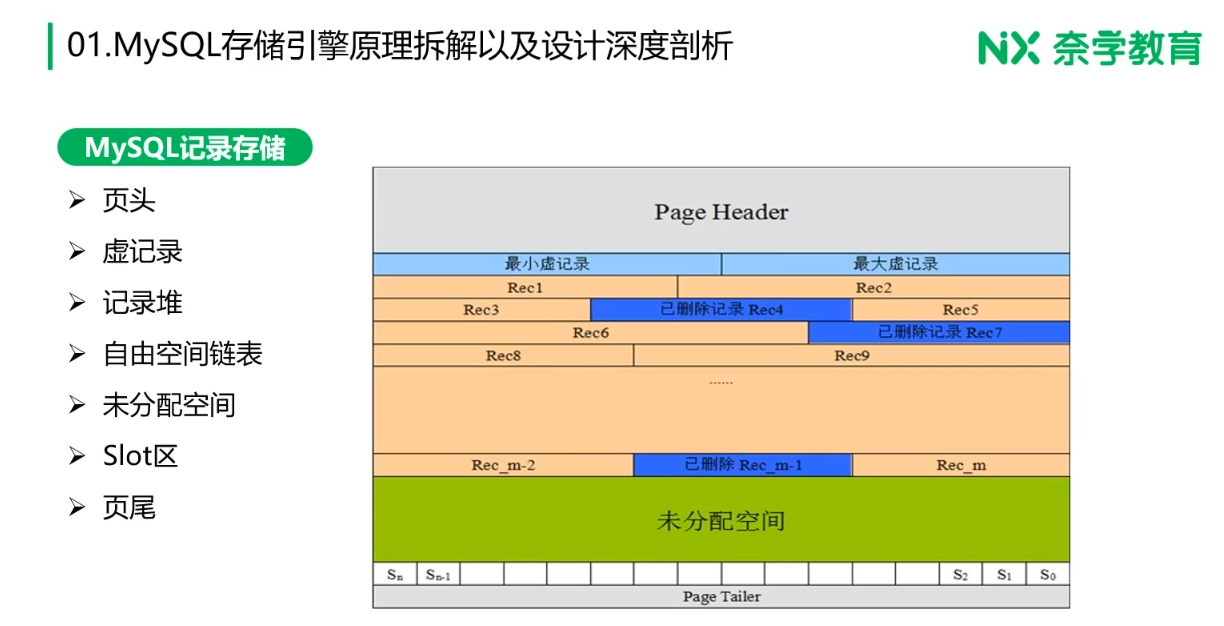 01.MySQL存储引擎原理拆解以及设计深度剖析
NX 奈学教育
MySQL记录存储
页头
虚记录
记录堆
自由空间链表
未分配空间
Slot区
页尾
Page Header
最小虚记录 最大虚记录
Rec1 Rec2
Rec3 已删除记录 Rec4 Rec5
Rec6 已删除记录 Rec7
Rec8 Rec9
......
Rec_m-2 已删除 Rec_m-1 Rec_m
未分配空间
Sn Sn-1 S2 S1 S0
Page Tailer